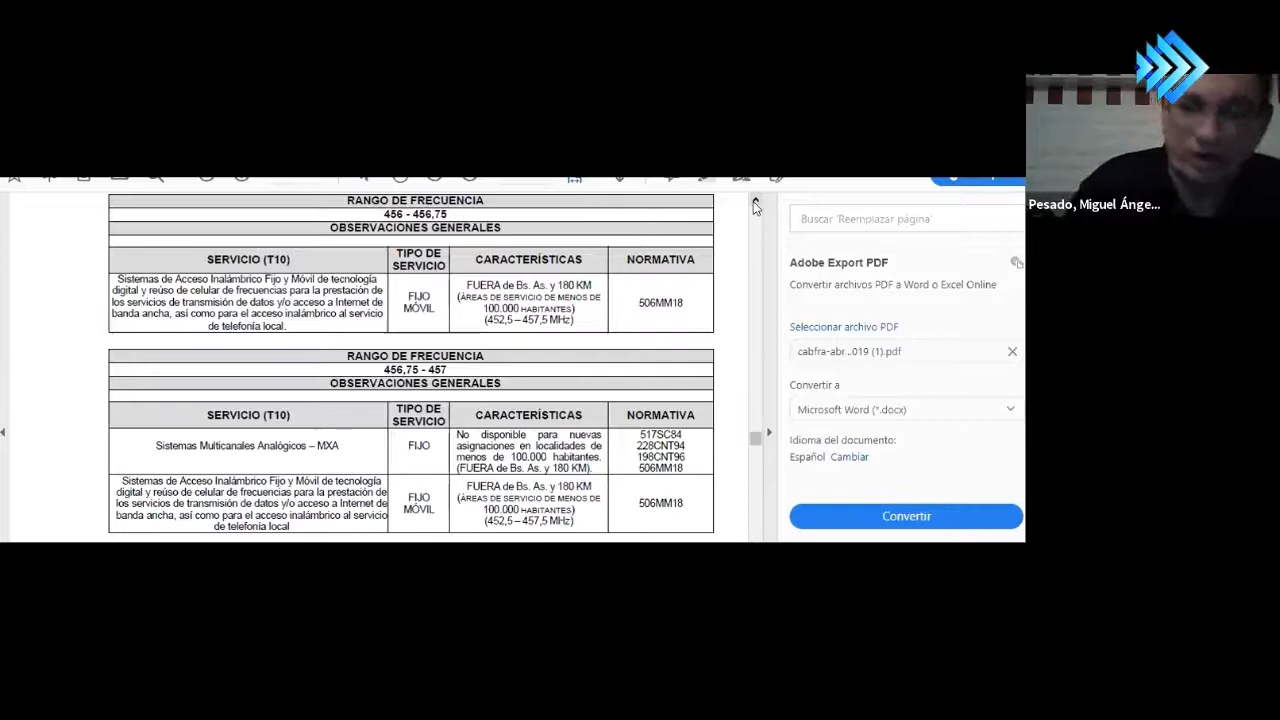 RANGO DE FRECUENCIA
456 - 456,75
OBSERVACIONES GENERALES
SERVICIO (T10)
TIPO DE
SERVICIO
CARACTERÍSTICAS
NORMATIVA
Sistemas de Acceso Inalámbrico Fijo y Móvil de tecnología
digital y reúso de celular de frecuencias para la prestación de
los servicios de transmisión de datos y/o acceso a Internet de
banda ancha, así como para el acceso inalámbrico al servicio
de telefonía local.
FIJO
MÓVIL
FUERA de Bs. As. y 180 KM
(ÁREAS DE SERVICIO DE MENOS DE
100.000 HABITANTES)
(452,5 – 457,5 MHz)
506MM18
RANGO DE FRECUENCIA
456,75 - 457
OBSERVACIONES GENERALES
SERVICIO (T10)
TIPO DE
SERVICIO
CARACTERÍSTICAS
NORMATIVA
Sistemas Multicanales Analógicos – MXA
FIJO
No disponible para nuevas
asignaciones en localidades de
menos de 100.000 habitantes.
(FUERA de Bs. As. y 180 KM).
517SC84
228CNT94
198CNT96
506MM18
Sistemas de Acceso Inalámbrico Fijo y Móvil de tecnología
digital y reúso de celular de frecuencias para la prestación de
los servicios de transmisión de datos y/o acceso a Internet de
banda ancha, así como para el acceso inalámbrico al servicio
de telefonía local
FIJO
MÓVIL
FUERA de Bs. As. y 180 KM
(ÁREAS DE SERVICIO DE MENOS DE
100.000 HABITANTES)
(452,5 – 457,5 MHz)
506MM18
Buscar 'Reemplazar página'
Adobe Export PDF
Convertir archivos PDF a Word o Excel Online
Seleccionar archivo PDF
cabfra-abr...019 (1).pdf
Convertir a
Microsoft Word (*.docx)
Idioma del documento:
Español Cambiar
Convertir
Pesado, Miguel Ánge...